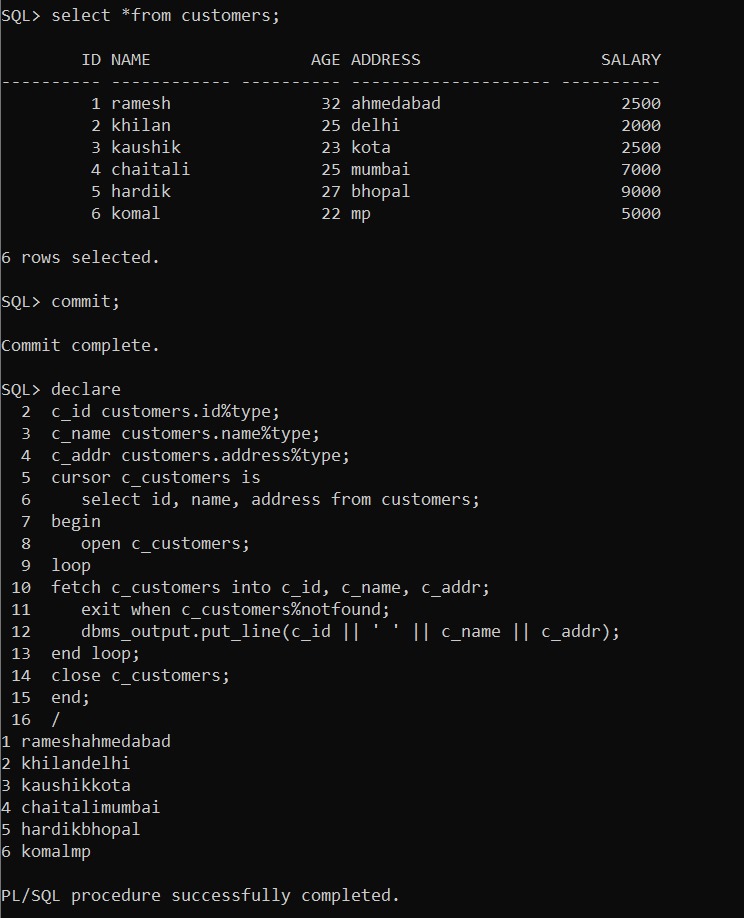 SQL> select *from customers;
        ID NAME                AGE ADDRESS                  SALARY
---------- ------------ ---------- -------------------- ----------
         1 ramesh               32 ahmedabad                  2500
         2 khilan               25 delhi                      2000
         3 kaushik              23 kota                       2500
         4 chaitali             25 mumbai                     7000
         5 hardik               27 bhopal                     9000
         6 komal                22 mp                         5000
6 rows selected.
SQL> commit;
Commit complete.
SQL> declare
  2  c_id customers.id%type;
  3  c_name customers.name%type;
  4  c_addr customers.address%type;
  5  cursor c_customers is
  6     select id, name, address from customers;
  7  begin
  8     open c_customers;
  9  loop
 10  fetch c_customers into c_id, c_name, c_addr;
 11     exit when c_customers%notfound;
 12     dbms_output.put_line(c_id || ' ' || c_name || c_addr);
 13  end loop;
 14  close c_customers;
 15  end;
 16  /
1 rameshahmedabad
2 khilandelhi
3 kaushikkota
4 chaitalimumbai
5 hardikbhopal
6 komalmp
PL/SQL procedure successfully completed.